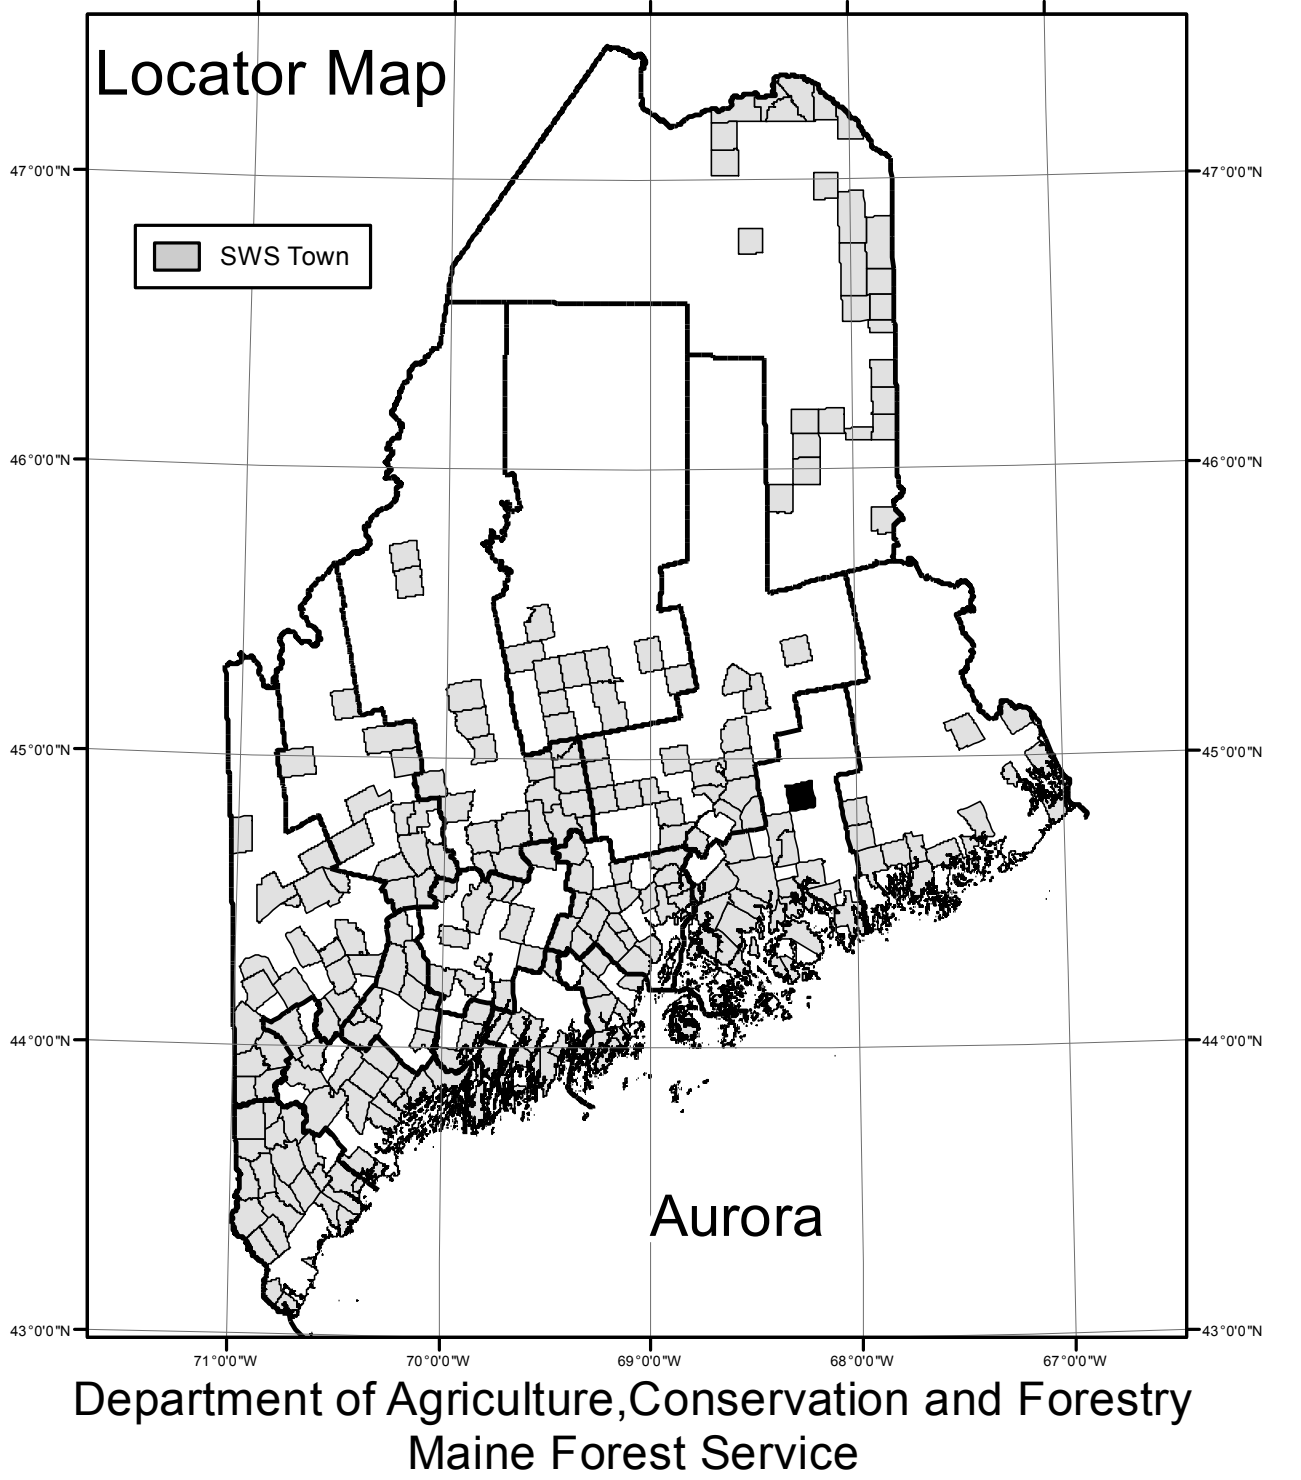 Locator Map
47°0'0"N
47°0'0"N
SWS Town
46°0'0"N
46°0'0"N
45°0'0"N
45°0'0"N
44°0'0"N
44°0'0"N
Aurora
43°0'0"N
43°0'0"N
71°0'0"W 70°0'0"W 69°0'0"W 68°0'0"W 67°0'0"W
Department of Agriculture,Conservation and Forestry
Maine Forest Service